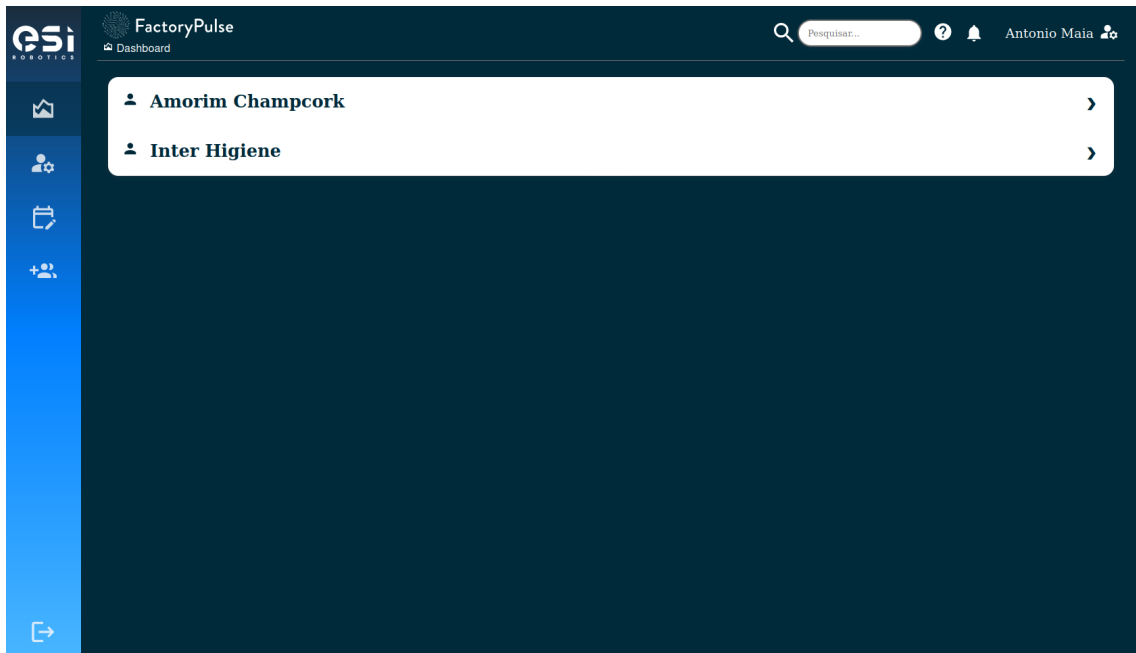 esi
ROBOTICS
FactoryPulse
Dashboard
Pesquisar...
Antonio Maia
Amorim Champcork
Inter Higiene